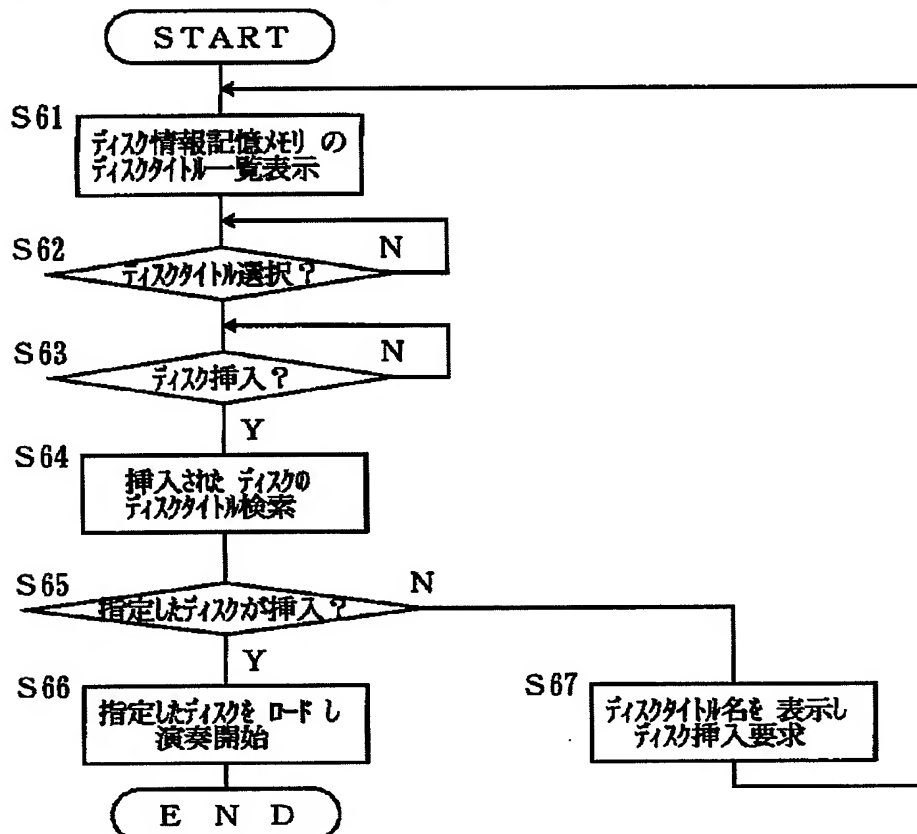 START
S61
ディスク情報記憶メモリ の
ディスクタイトル一覧表示
S62
N
ディスクタイトル選択？
S63
N
ディスク挿入？
Y
S64
挿入された ディスクの
ディスクタイトル検索
S65
N
指定したディスクが挿入？
Y
S66
指定したディスクを ロード し
演奏開始
S67
ディスクタイトル名を 表示し
ディスク挿入要求
END